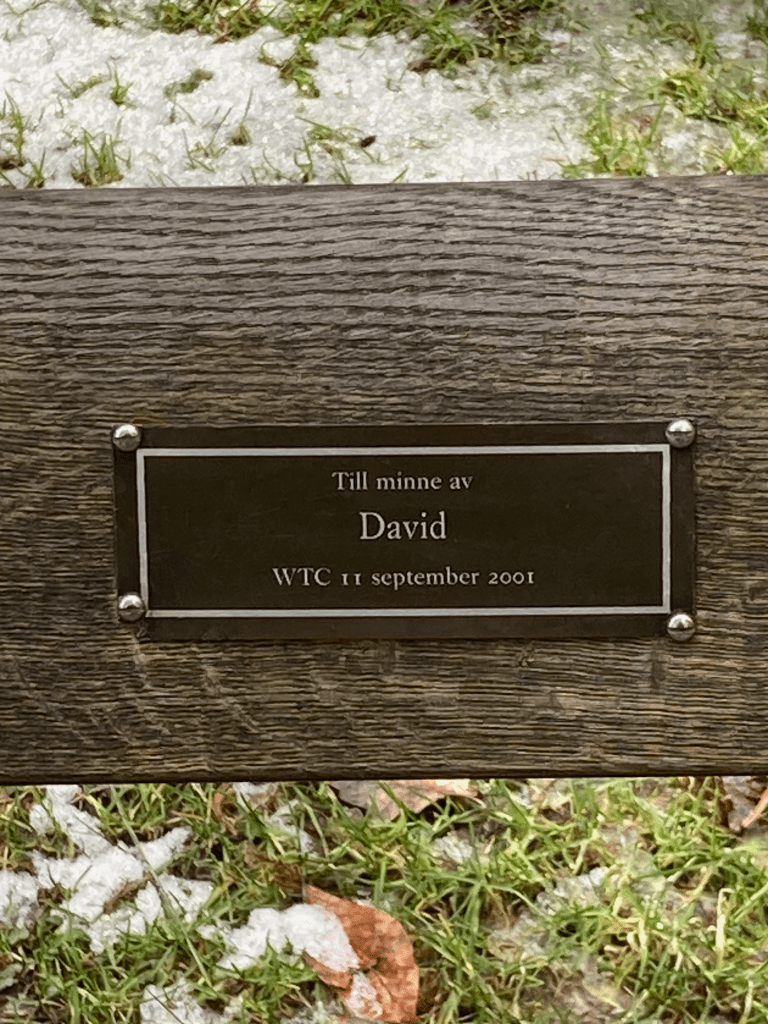 Till minne av
David
WTC 11 september 2001